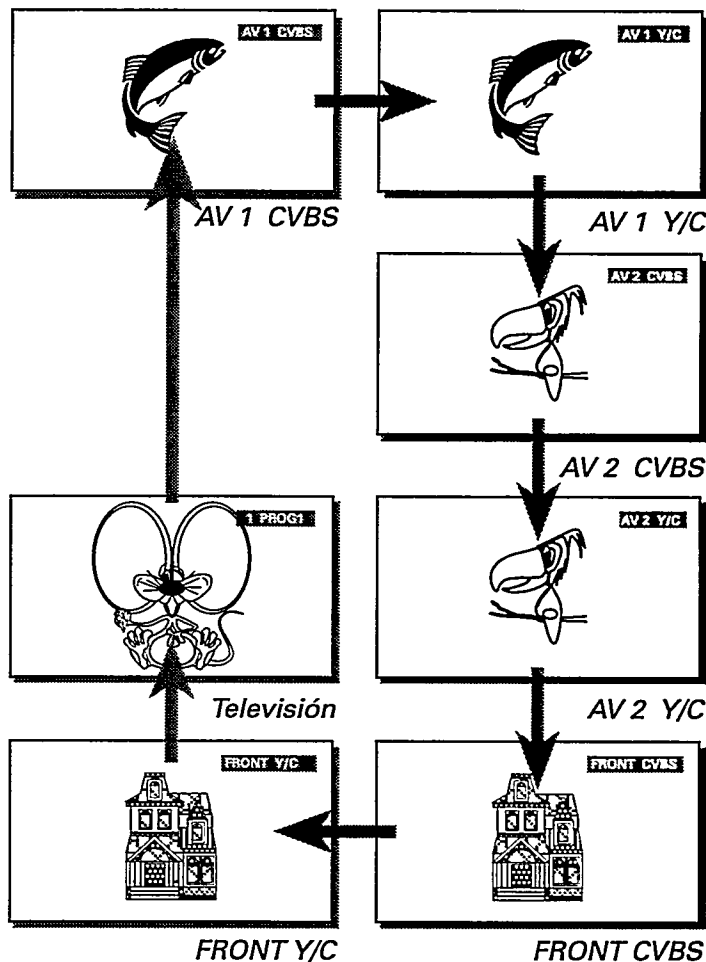 AV 1 CVBS
AV 1 Y/C
AV 1 CVBS
AV 1 Y/C
AV 2 CVBS
AV 2 CVBS
1 PROG1
AV 2 Y/C
Televisión
AV 2 Y/C
FRONT Y/C
FRONT CVBS
FRONT Y/C
FRONT CVBS